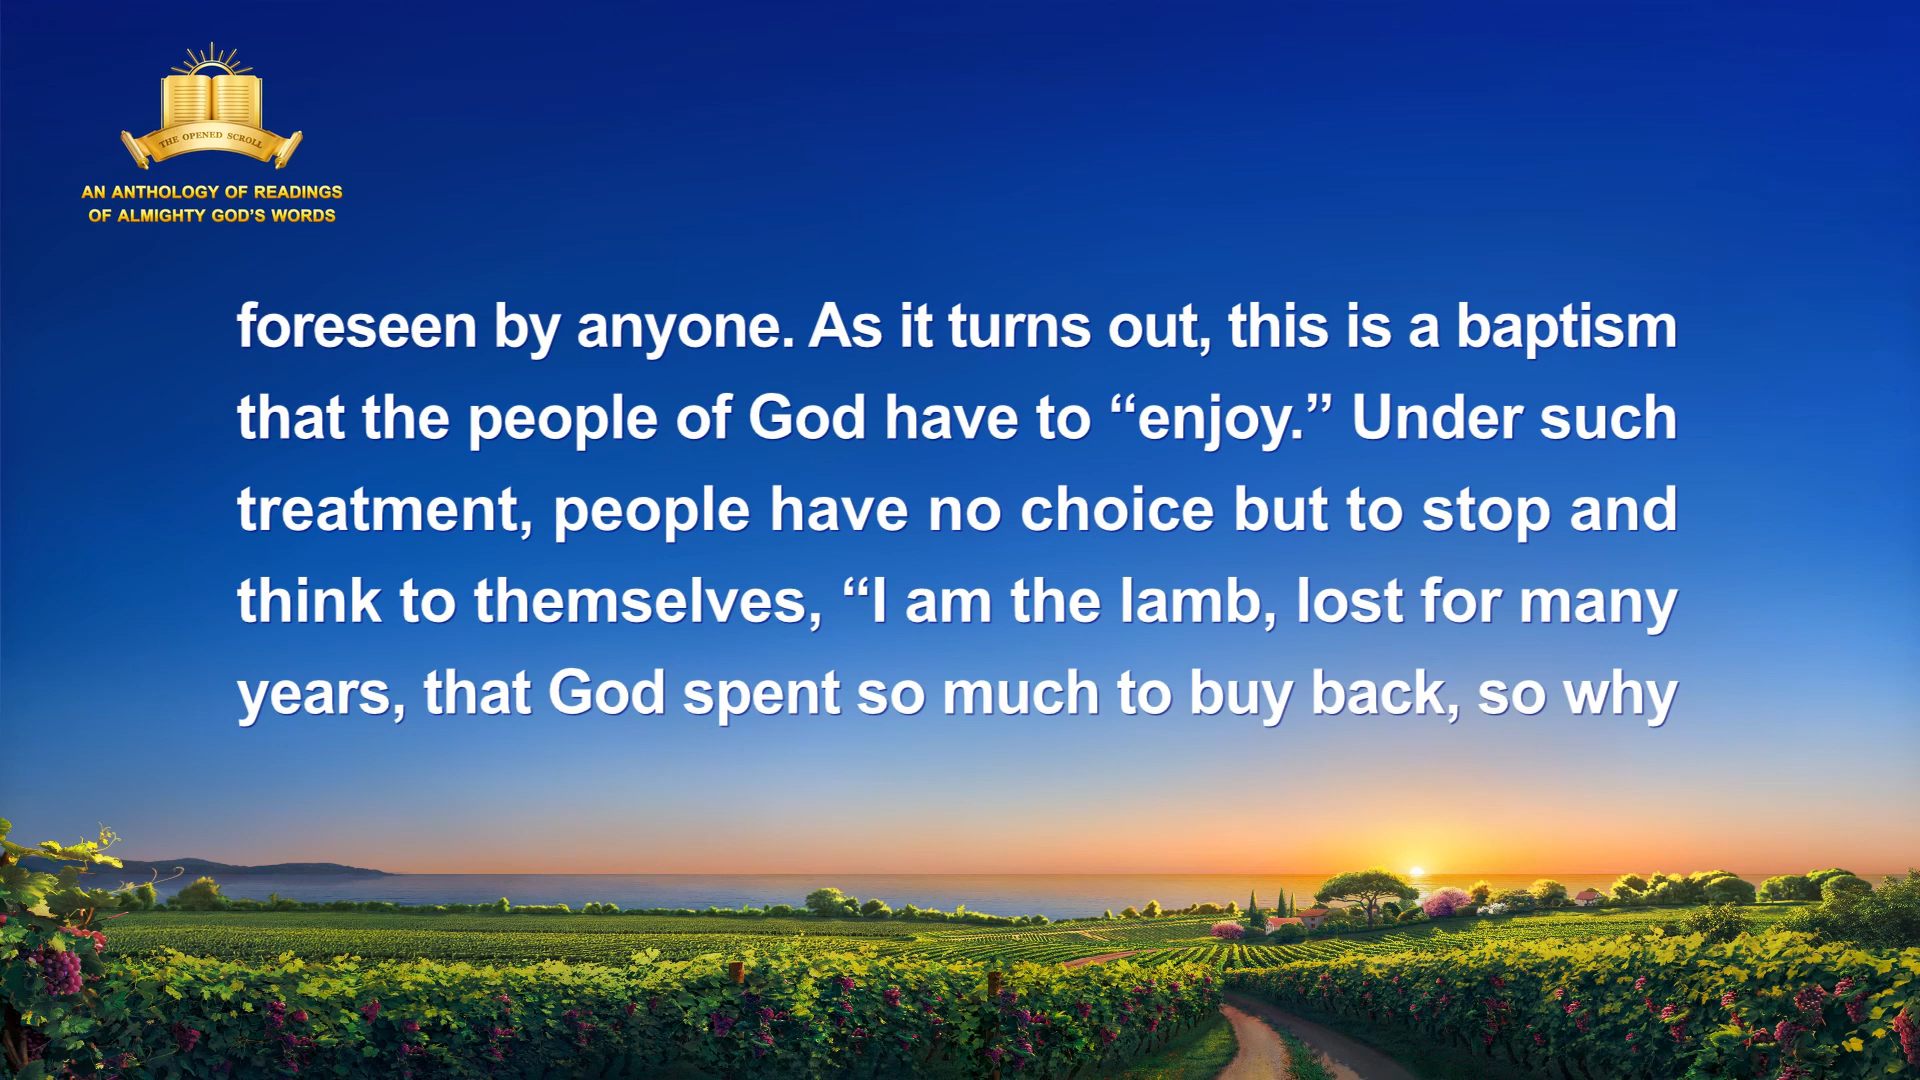 THE OPENED SCROLL
AN ANTHOLOGY OF READINGS
OF ALMIGHTY GOD'S WORDS
foreseen by anyone. As it turns out, this is a baptism
that the people of God have to “enjoy.” Under such
treatment, people have no choice but to stop and
think to themselves, “I am the lamb, lost for many
years, that God spent so much to buy back, so why